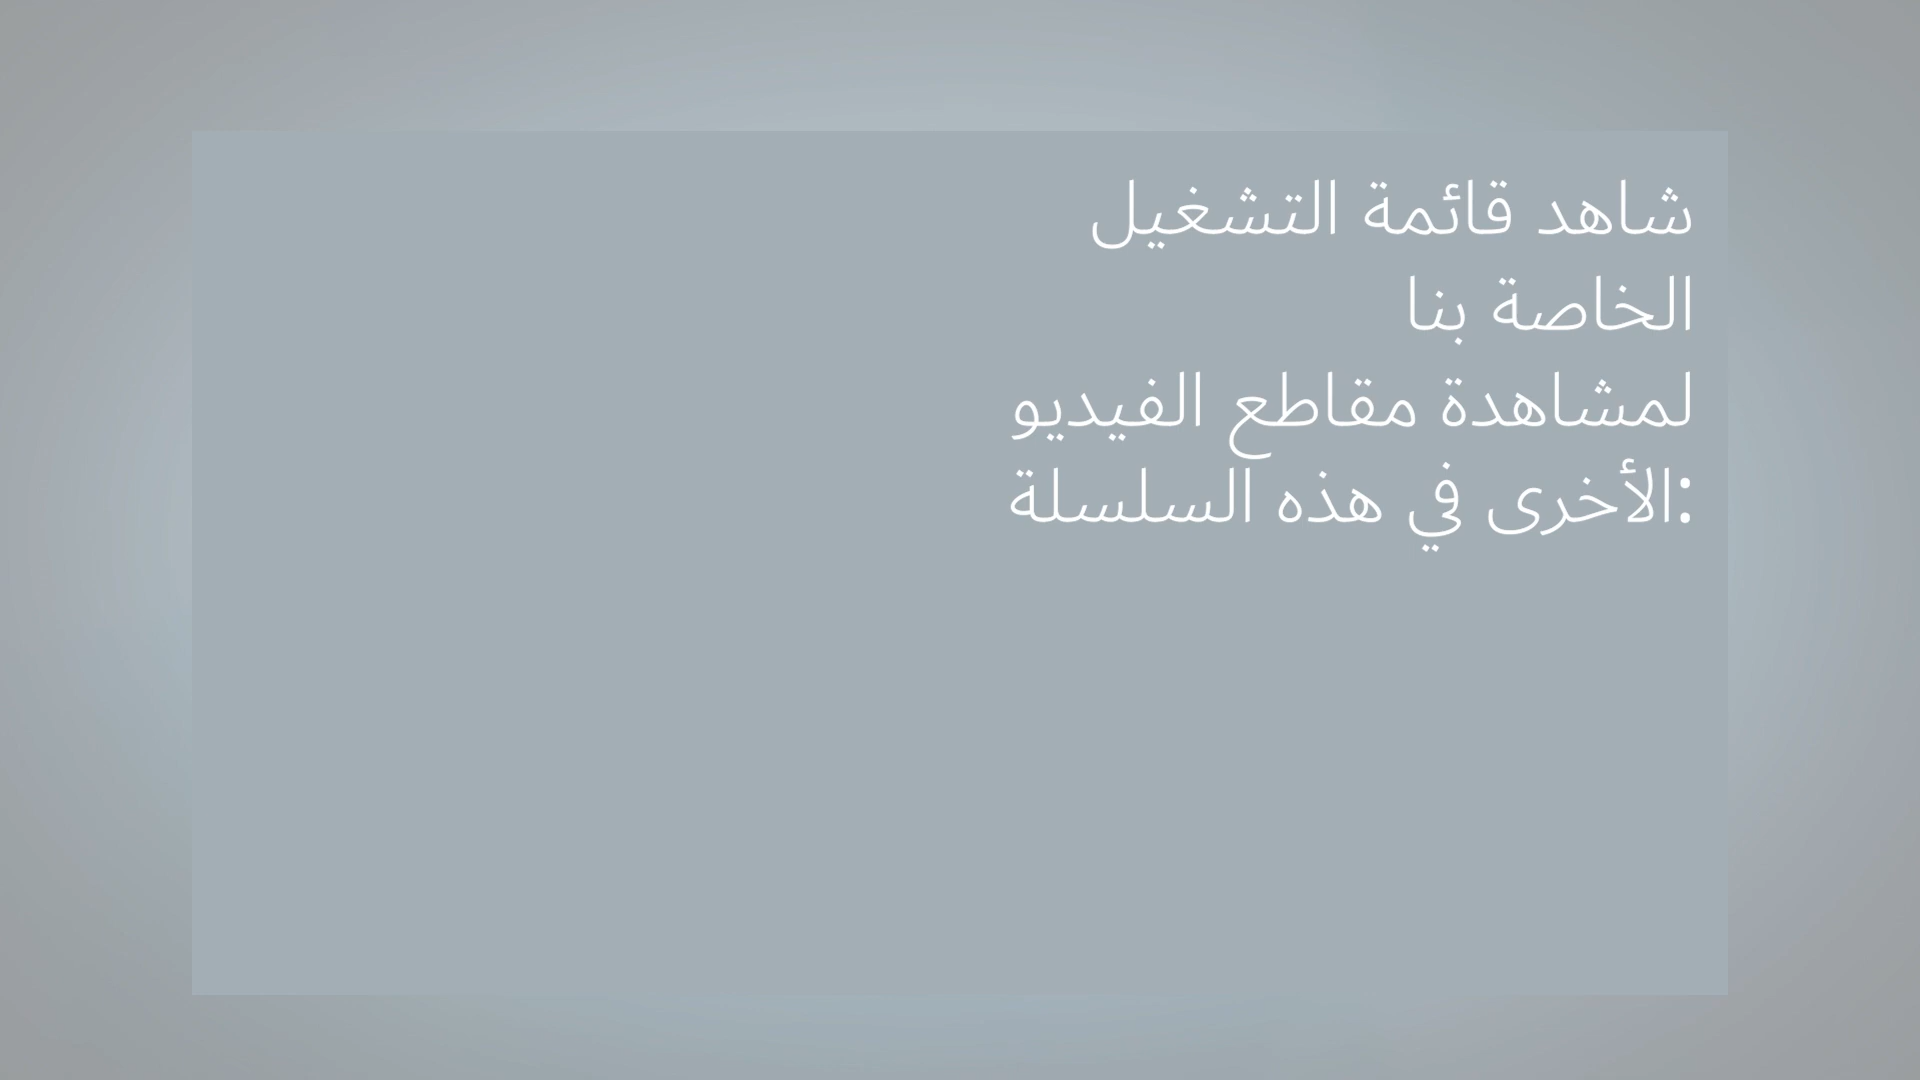 شاهد قائمة التشغيل
الخاصة بنا
لمشاهدة مقاطع الفيديو
:الأخرى في هذه السلسلة